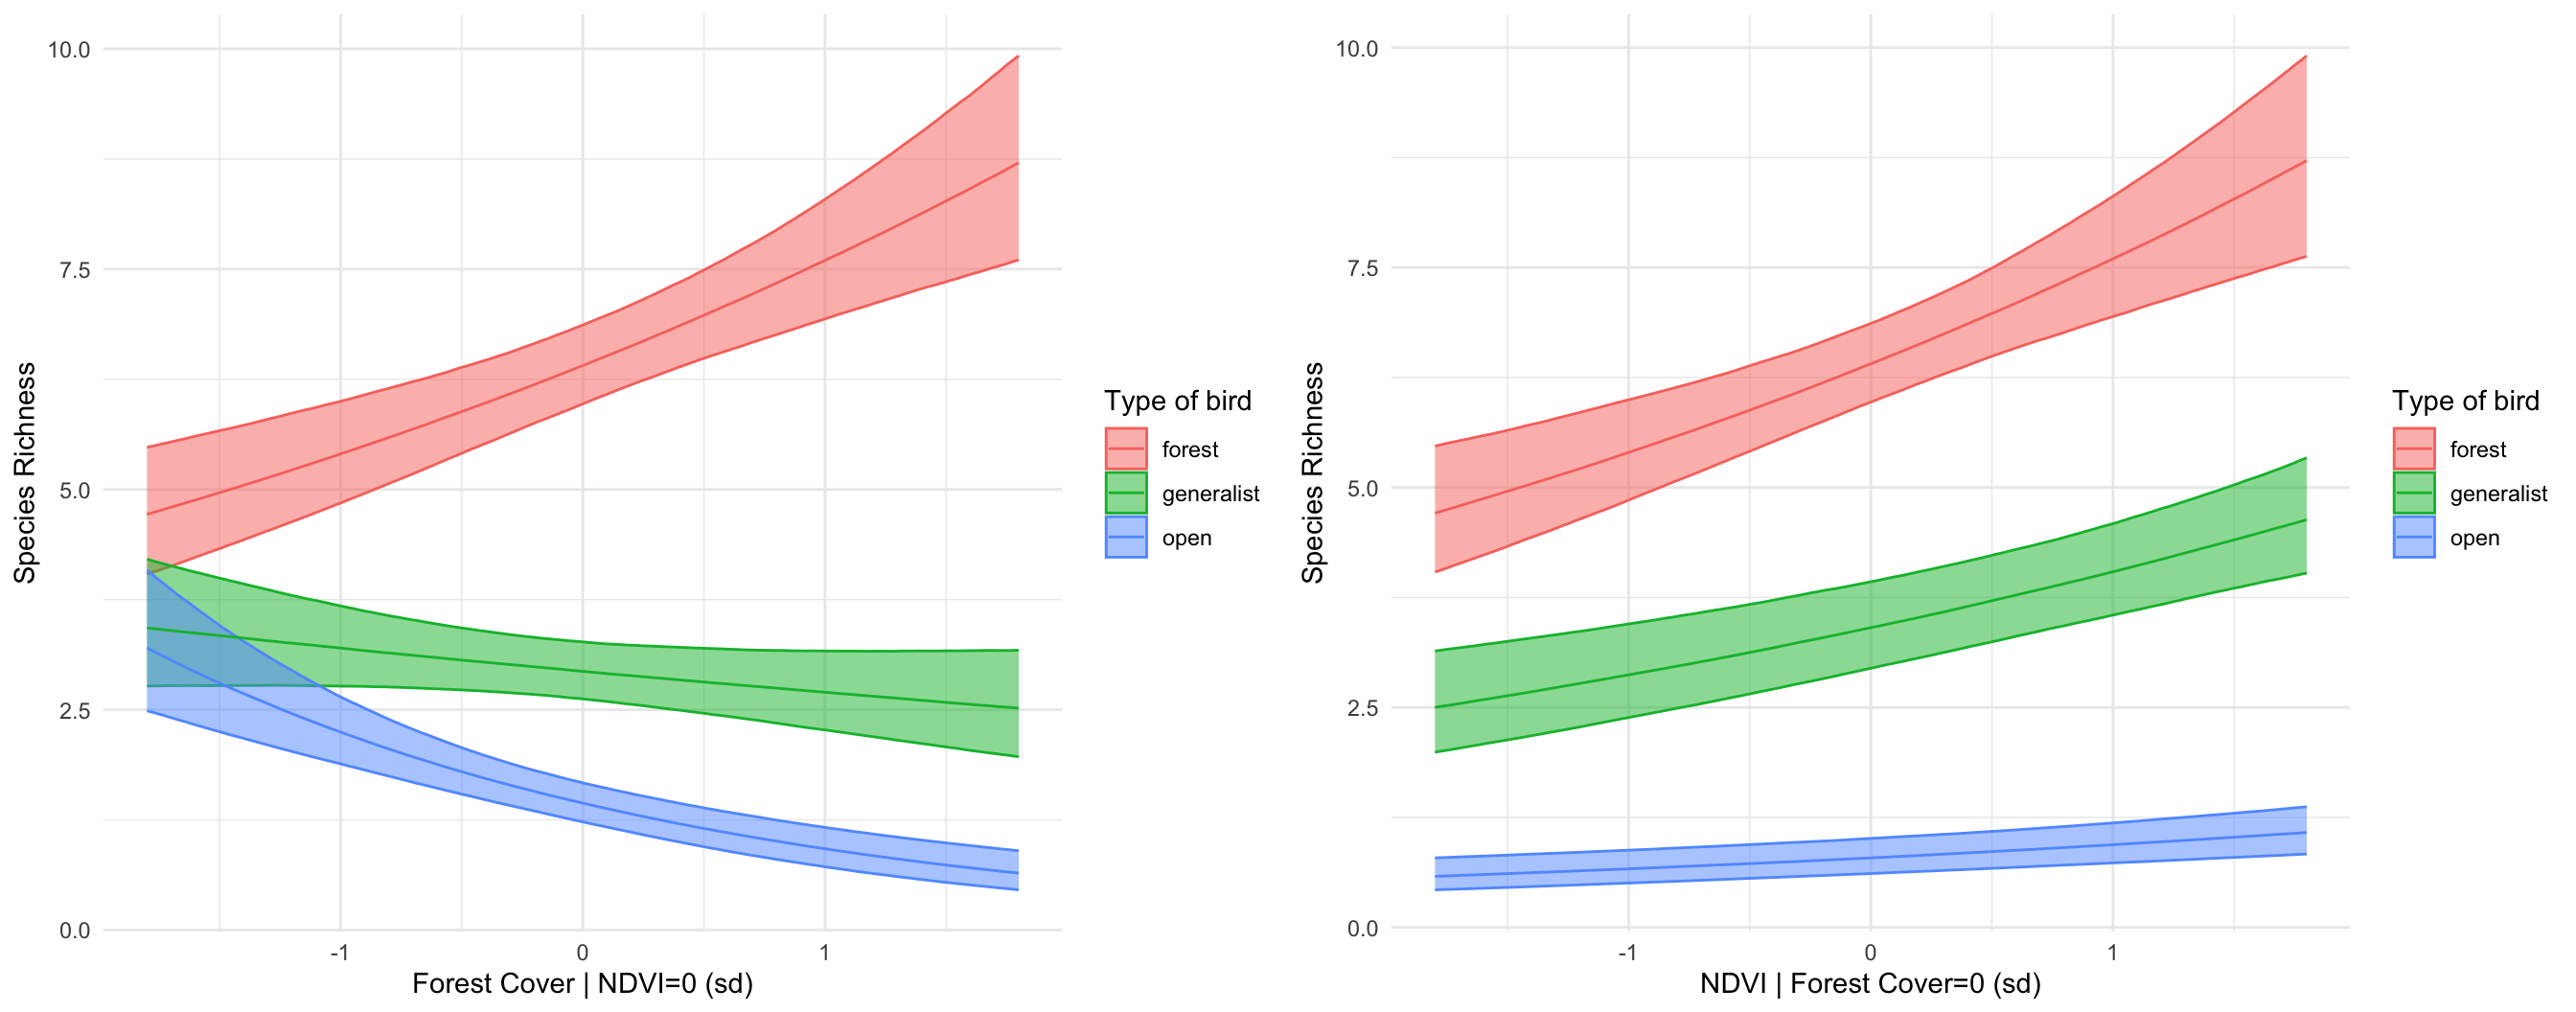 Species Richness
10.0
7.5
5.0
2.5
0.0
-1 0 1
Forest Cover | NDVI=0 (sd)
Type of bird
forest
generalist
open
Species Richness
10.0
7.5
5.0
2.5
0.0
-1 0 1
NDVI | Forest Cover=0 (sd)
Type of bird
forest
generalist
open